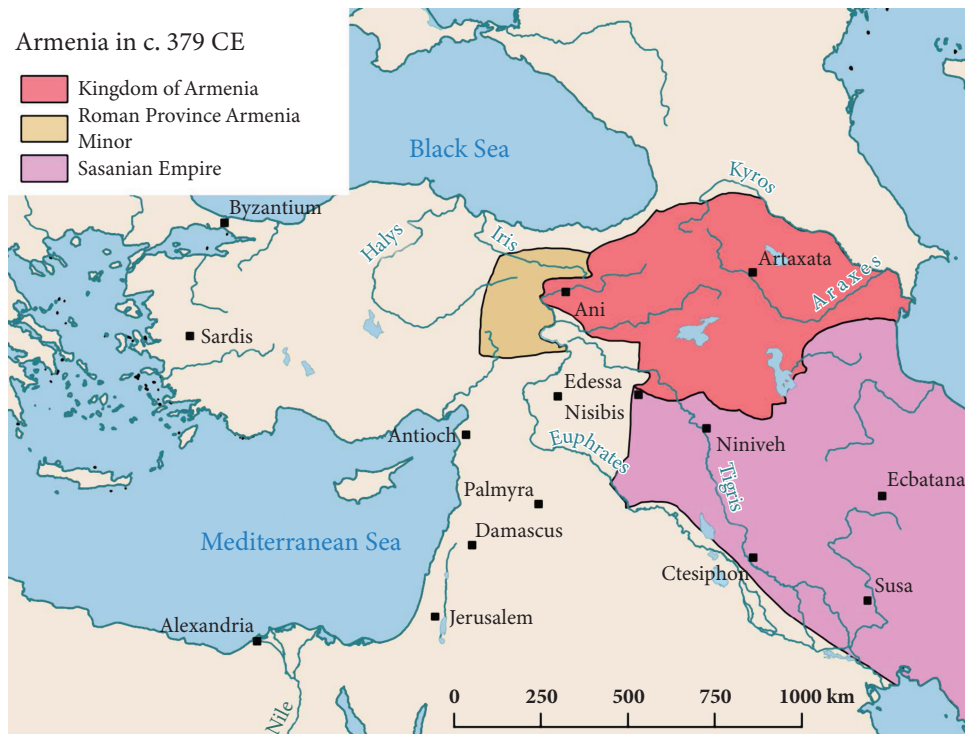 Armenia in c. 379 CE
Kingdom of Armenia
Roman Province Armenia
Minor
Sasanian Empire
Black Sea
Kyros
Byzantium
Halys
Iris
Artaxata
Araxes
Ani
Sardis
Edessa
Nisibis
Antioch
Euphrates
Niniveh
Tigris
Ecbatana
Palmyra
Damascus
Mediterranean Sea
Ctesiphon
Susa
Jerusalem
Alexandria
Nile
0 250 500 750 1000 km